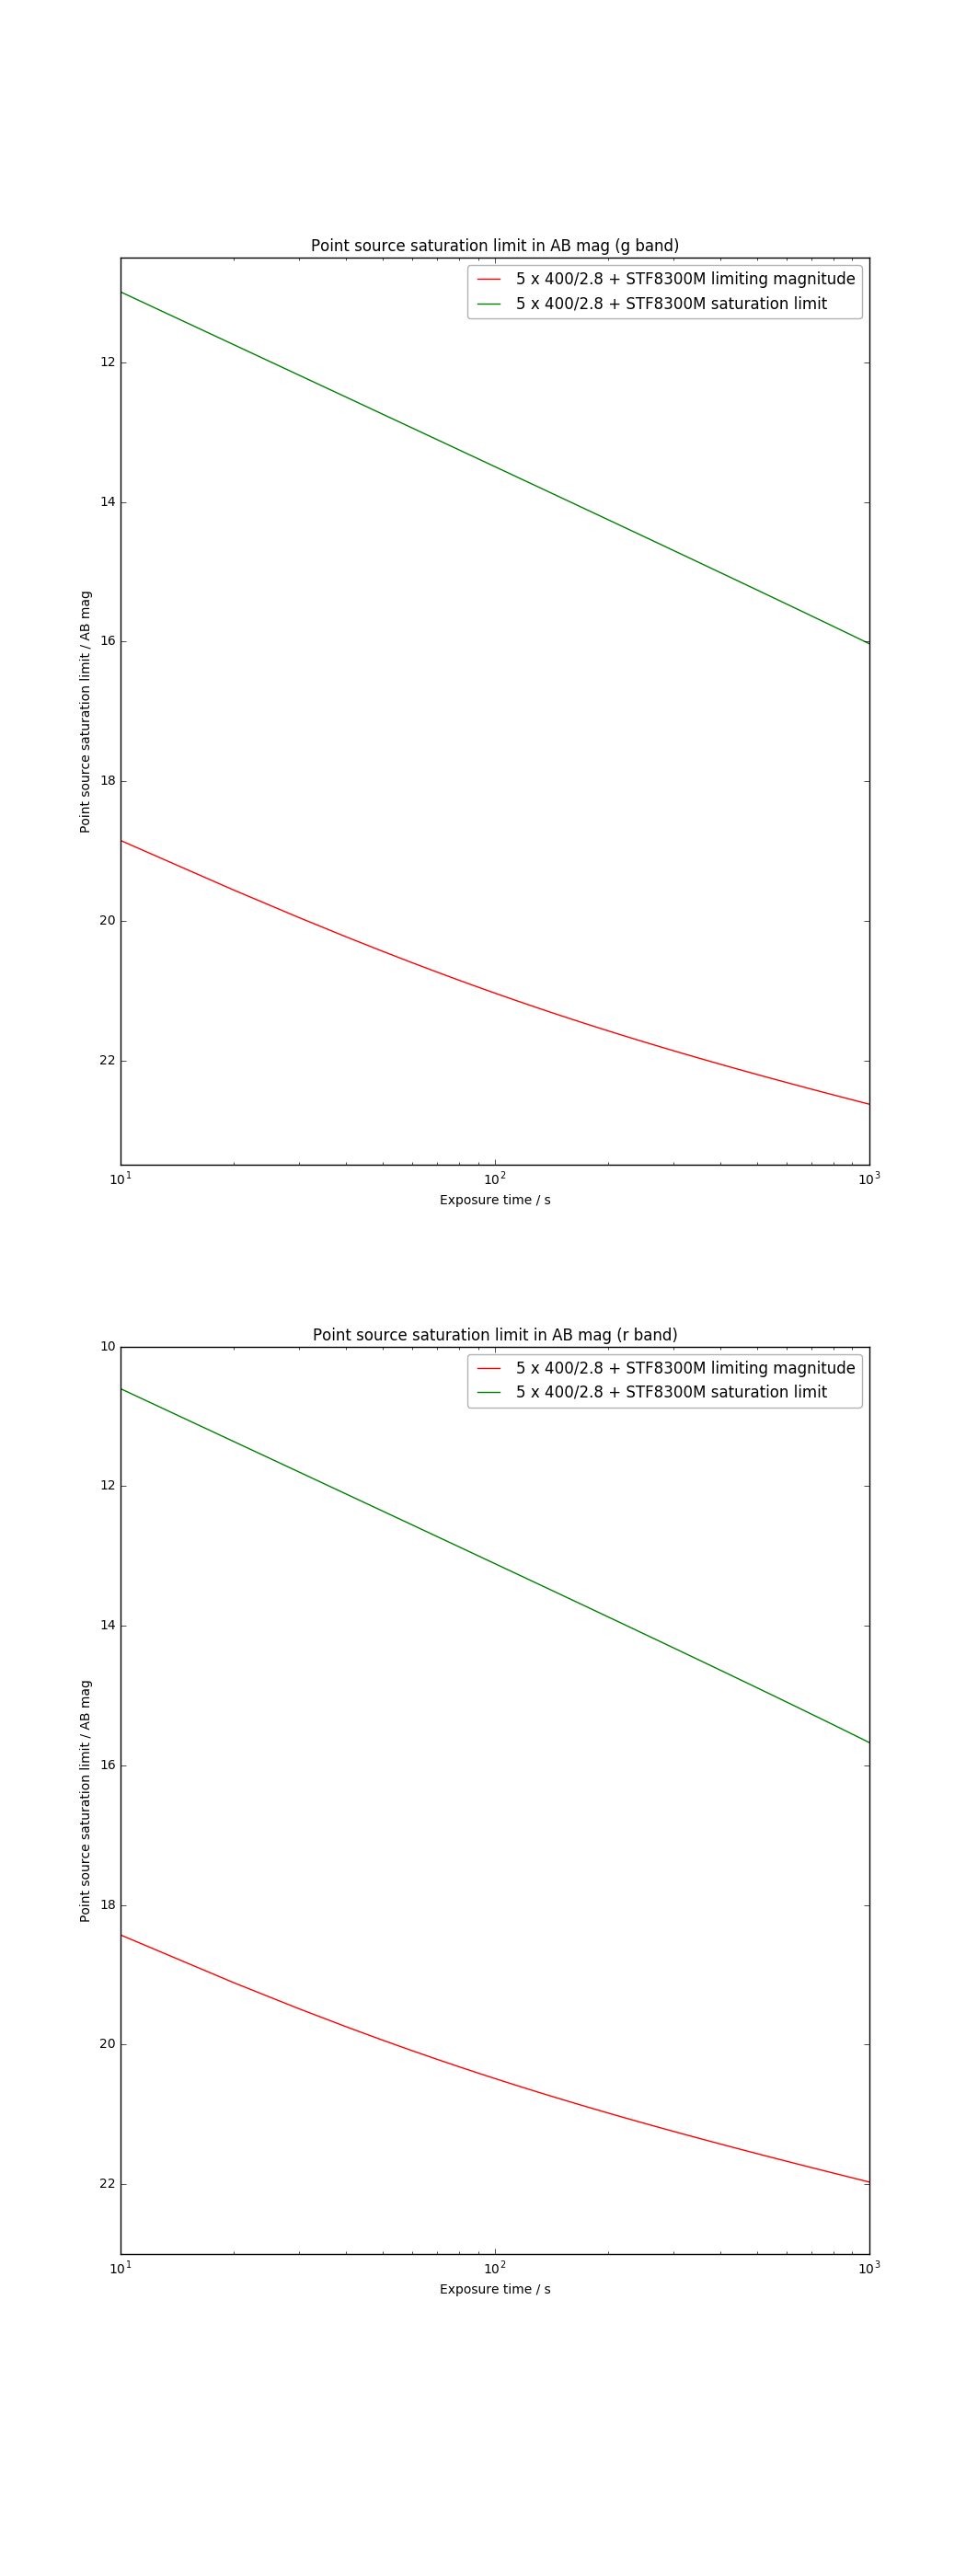 Point source saturation limit in AB mag (g band)
5 x 400/2.8 + STF8300M limiting magnitude
5 x 400/2.8 + STF8300M saturation limit
12
14
16
18
20
22
Point source saturation limit / AB mag
10¹ 10² 10³
Exposure time / s
Point source saturation limit in AB mag (r band)
5 x 400/2.8 + STF8300M limiting magnitude
5 x 400/2.8 + STF8300M saturation limit
10
12
14
16
18
20
22
Point source saturation limit / AB mag
10¹ 10² 10³
Exposure time / s